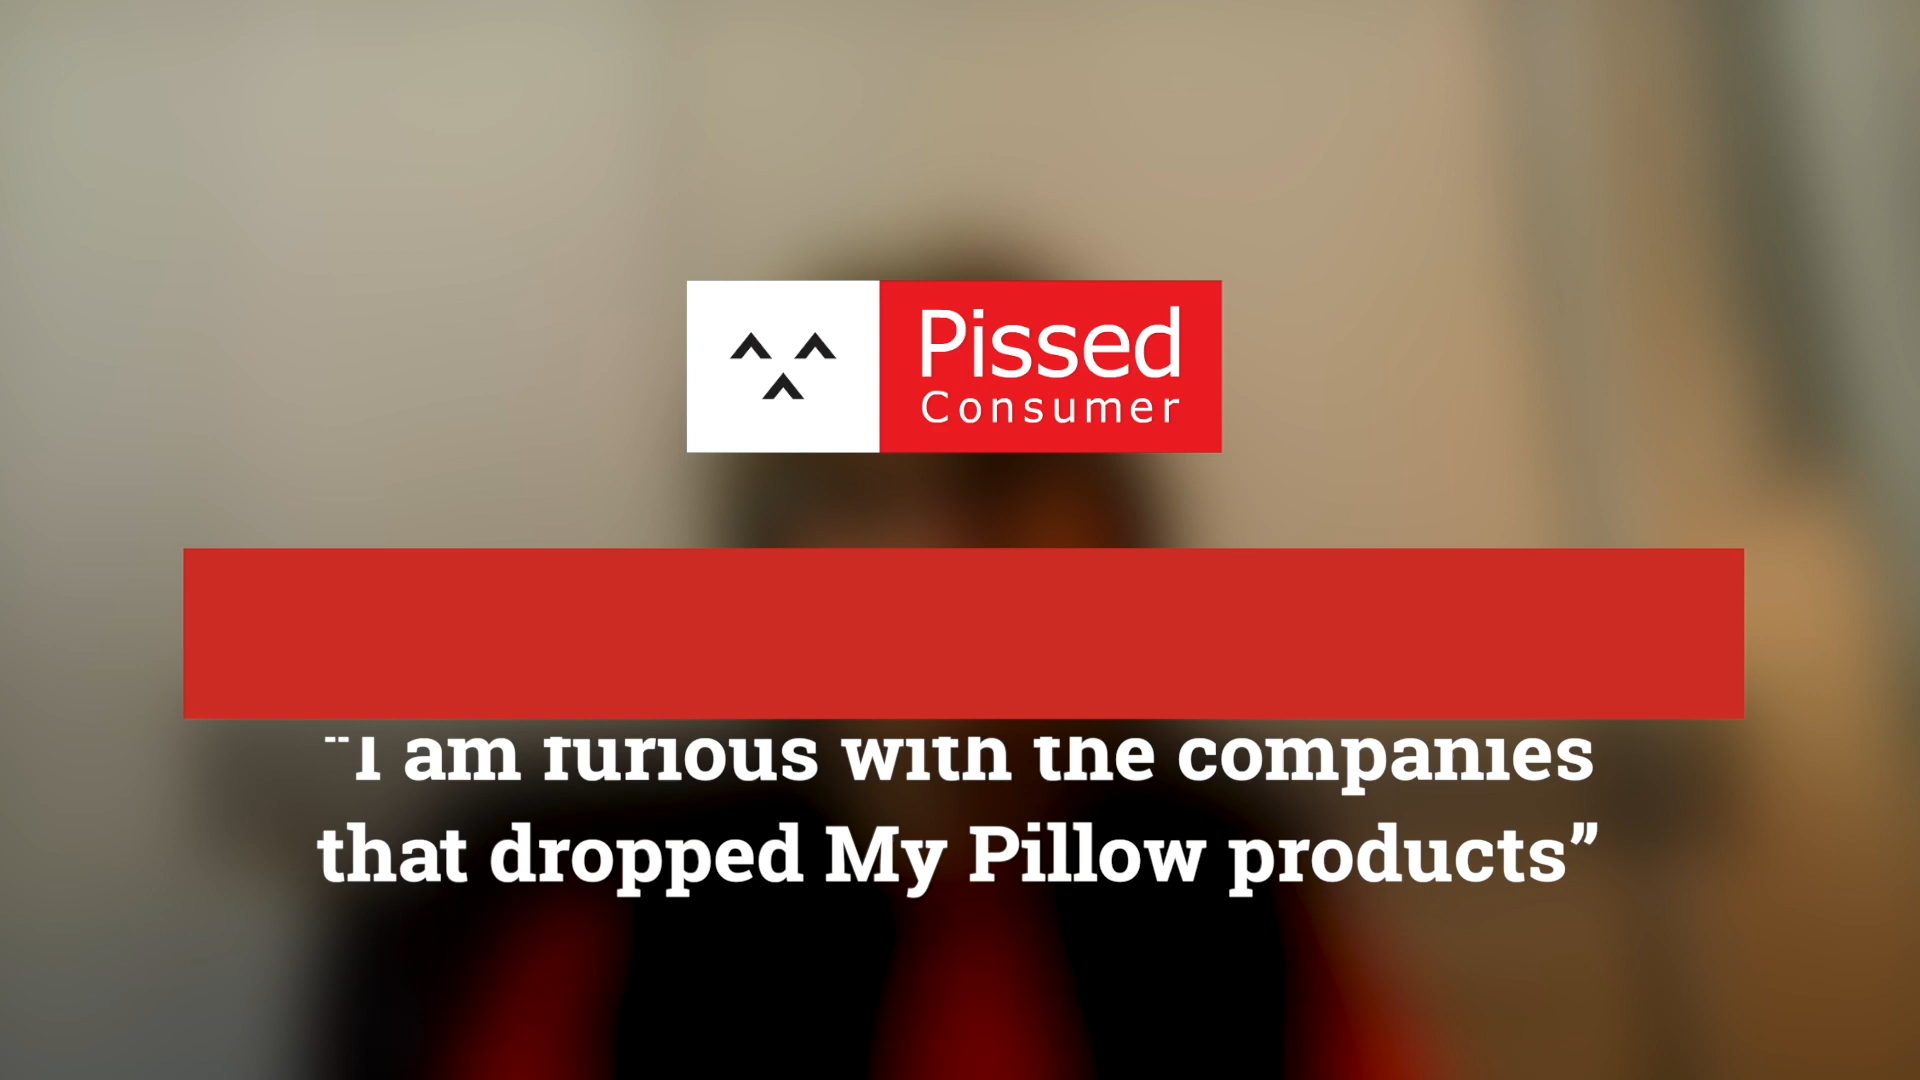 Pissed
Consumer
“I am furious with the companies
that dropped My Pillow products”